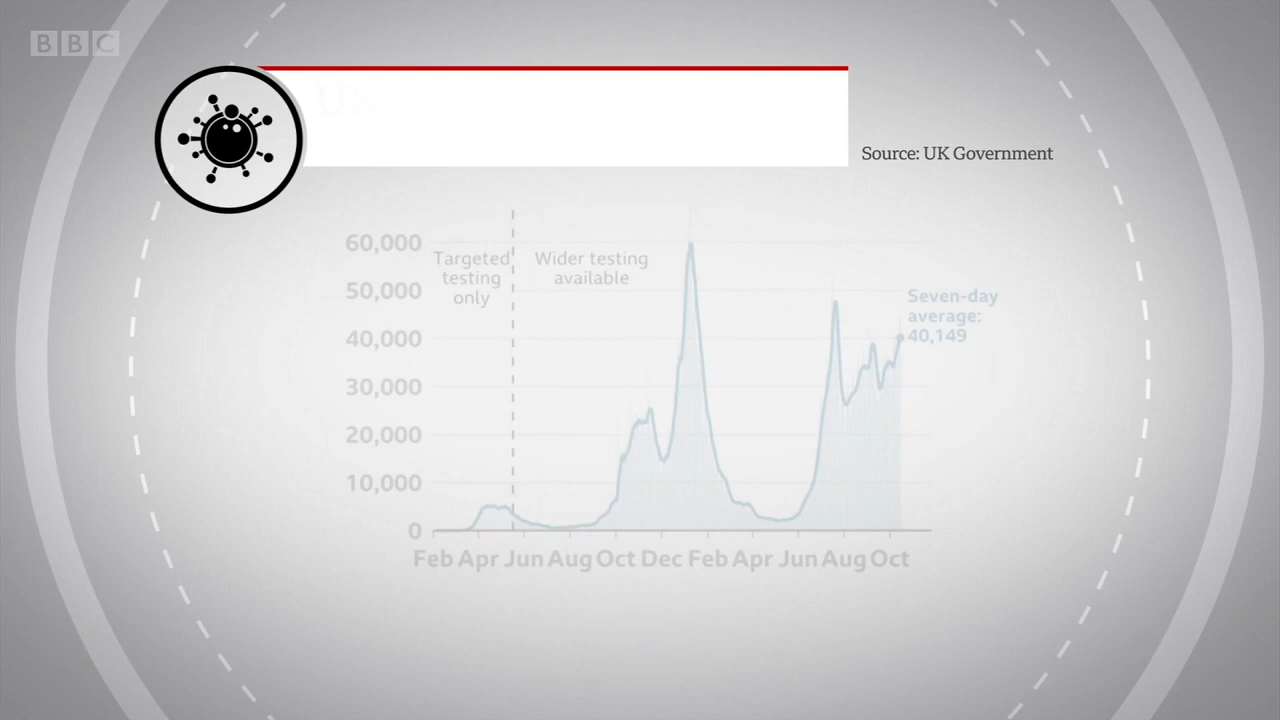 BBC
UK
Source: UK Government
60,000
50,000
40,000
30,000
20,000
10,000
0
Targeted
testing
only
Wider testing
available
Seven-day
average:
40,149
Feb Apr Jun Aug Oct Dec Feb Apr Jun Aug Oct